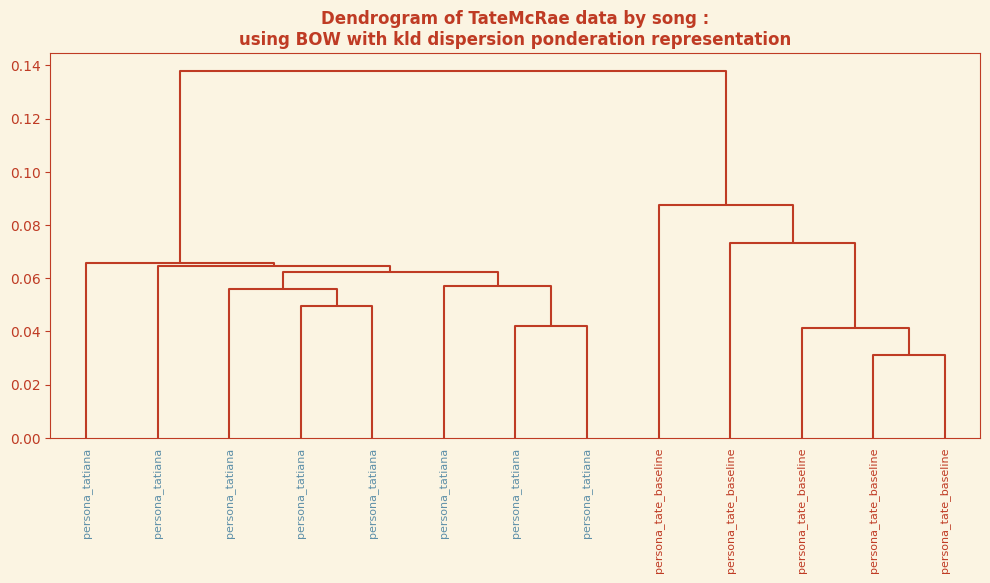 Dendrogram of TateMcRae data by song :
using BOW with kld dispersion ponderation representation
0.14
0.12
0.10
0.08
0.06
0.04
0.02
0.00
persona_tatiana
persona_tatiana
persona_tatiana
persona_tatiana
persona_tatiana
persona_tatiana
persona_tatiana
persona_tatiana
persona_tate_baseline
persona_tate_baseline
persona_tate_baseline
persona_tate_baseline
persona_tate_baseline